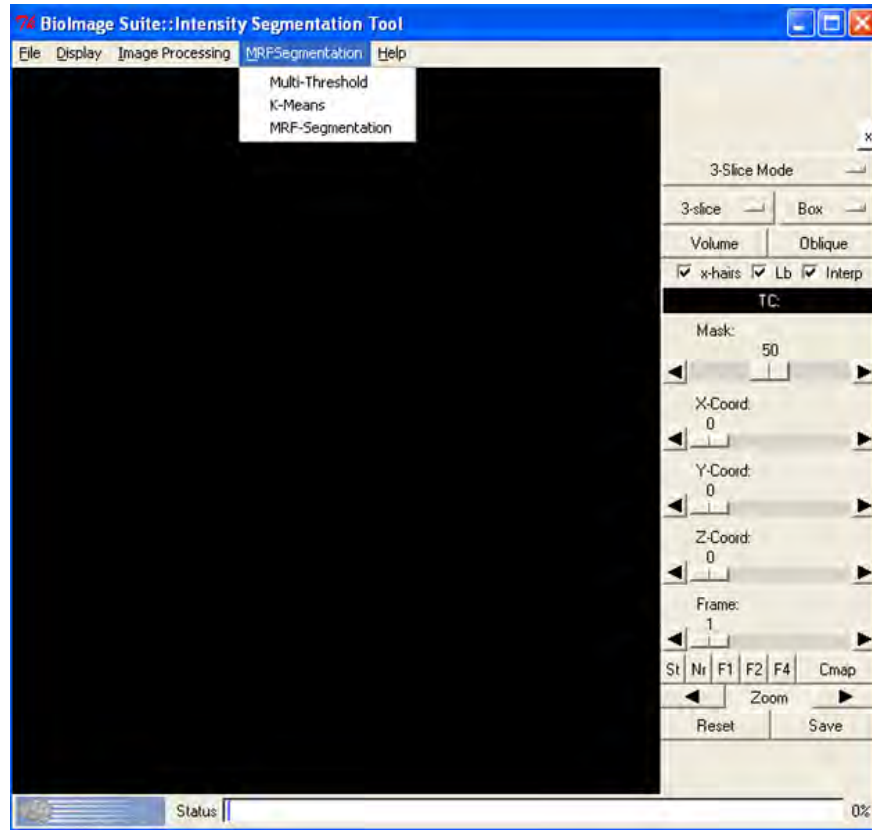 BioImage Suite::Intensity Segmentation Tool
File Display Image Processing MRFSegmentation Help
Multi-Threshold
K-Means
MRF-Segmentation
x
3-Slice Mode
3-slice Box
Volume Oblique
x-hairs Lb Interp
TC:
Mask:
50
X-Coord:
0
Y-Coord:
0
Z-Coord:
0
Frame:
1
St Nr F1 F2 F4 Cmap
Zoom
Reset Save
Status 0%